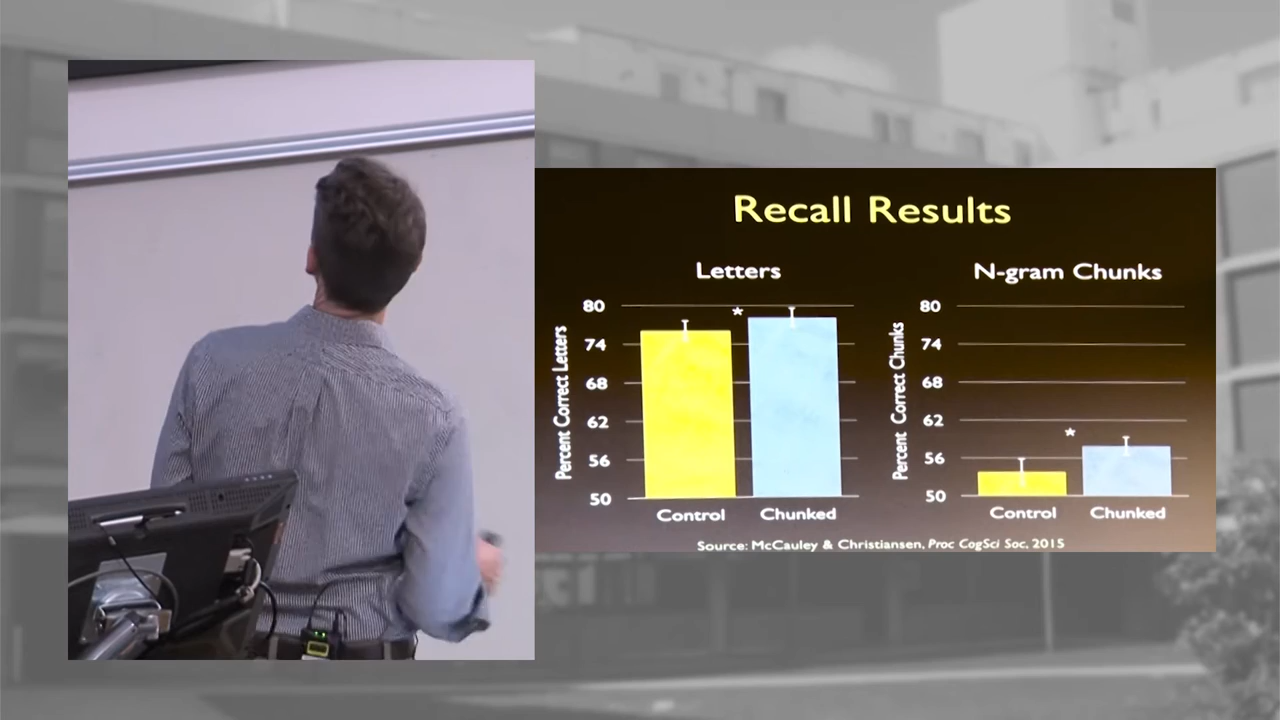 Recall Results
Letters
Percent Correct Letters
80
74
68
62
56
50
*
Control Chunked
N-gram Chunks
Percent Correct Chunks
80
74
68
62
56
50
*
Control Chunked
Source: McCauley & Christiansen, Proc CogSci Soc, 2015